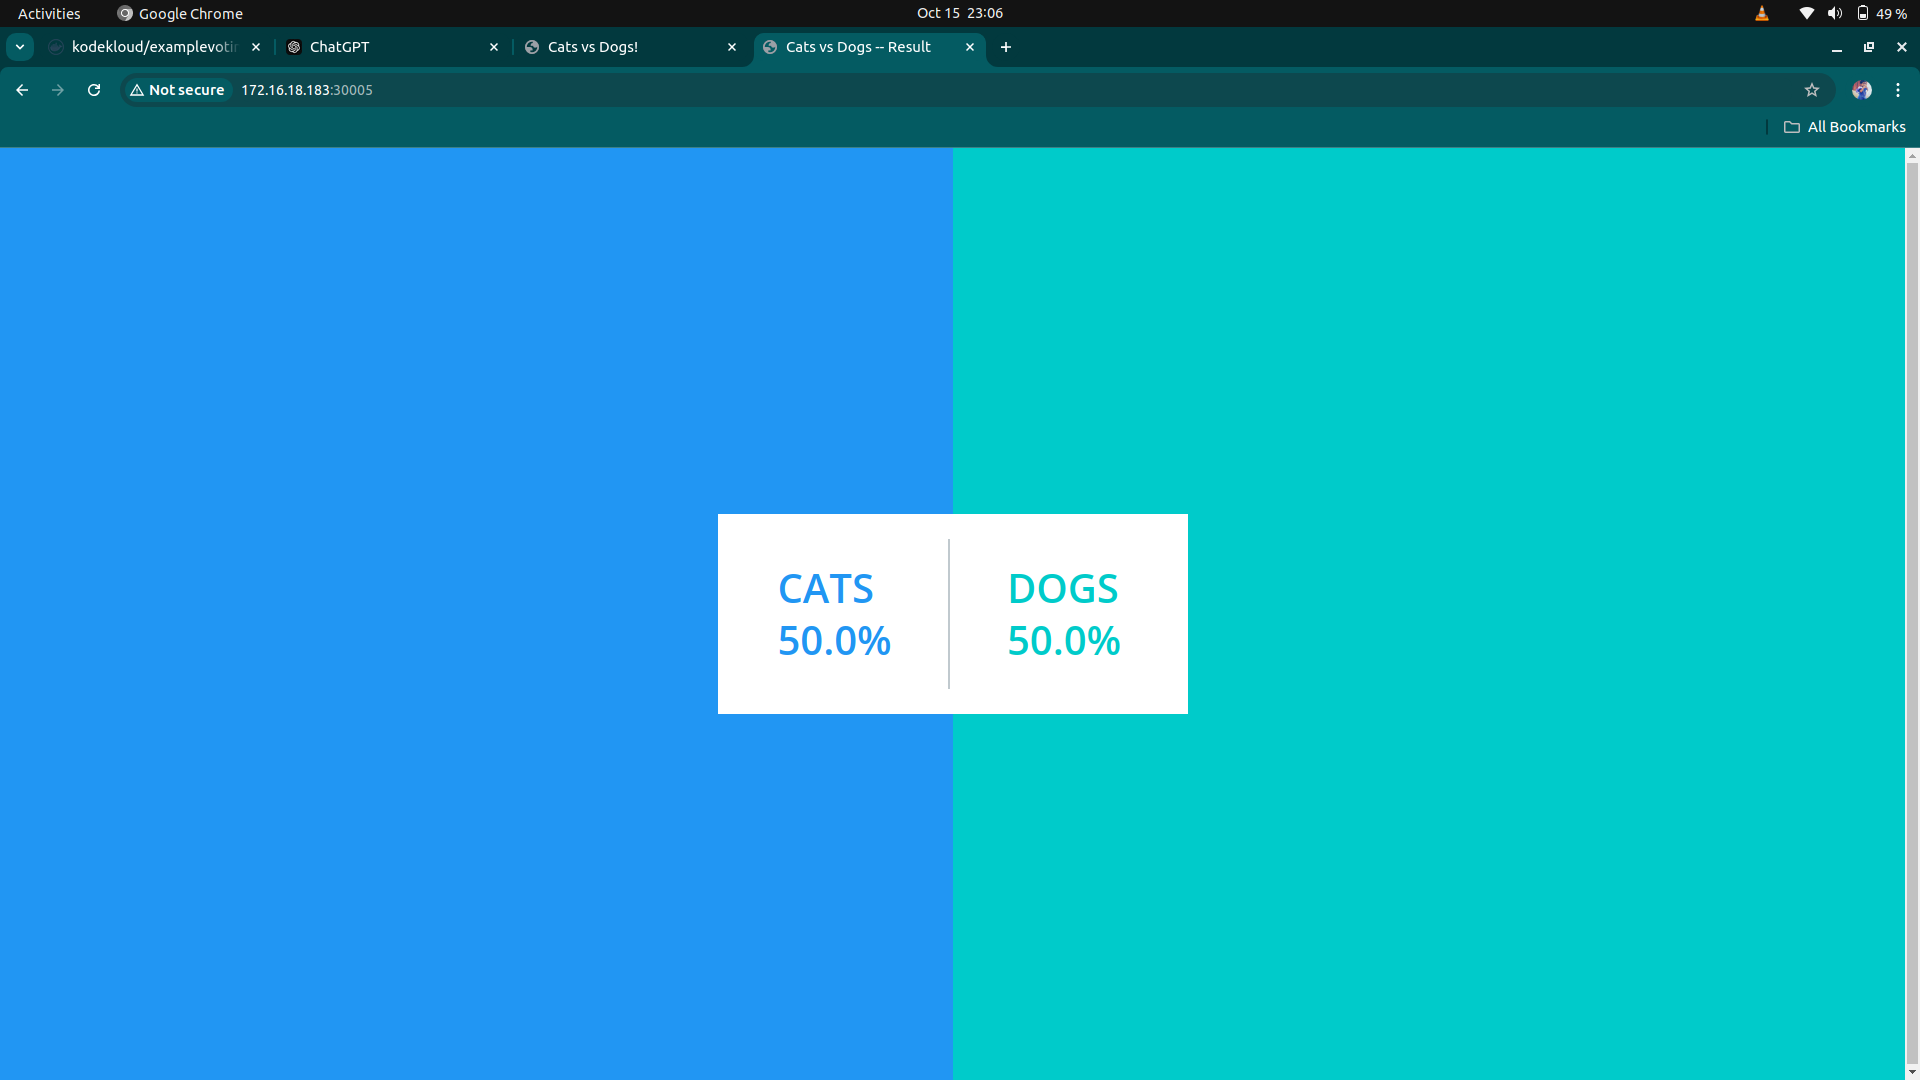 Activities
Google Chrome
Oct 15 23:06
49 %
kodekloud/examplevotin
ChatGPT
Cats vs Dogs!
Cats vs Dogs -- Result
Not secure
172.16.18.183:30005
All Bookmarks
CATS
50.0%
DOGS
50.0%